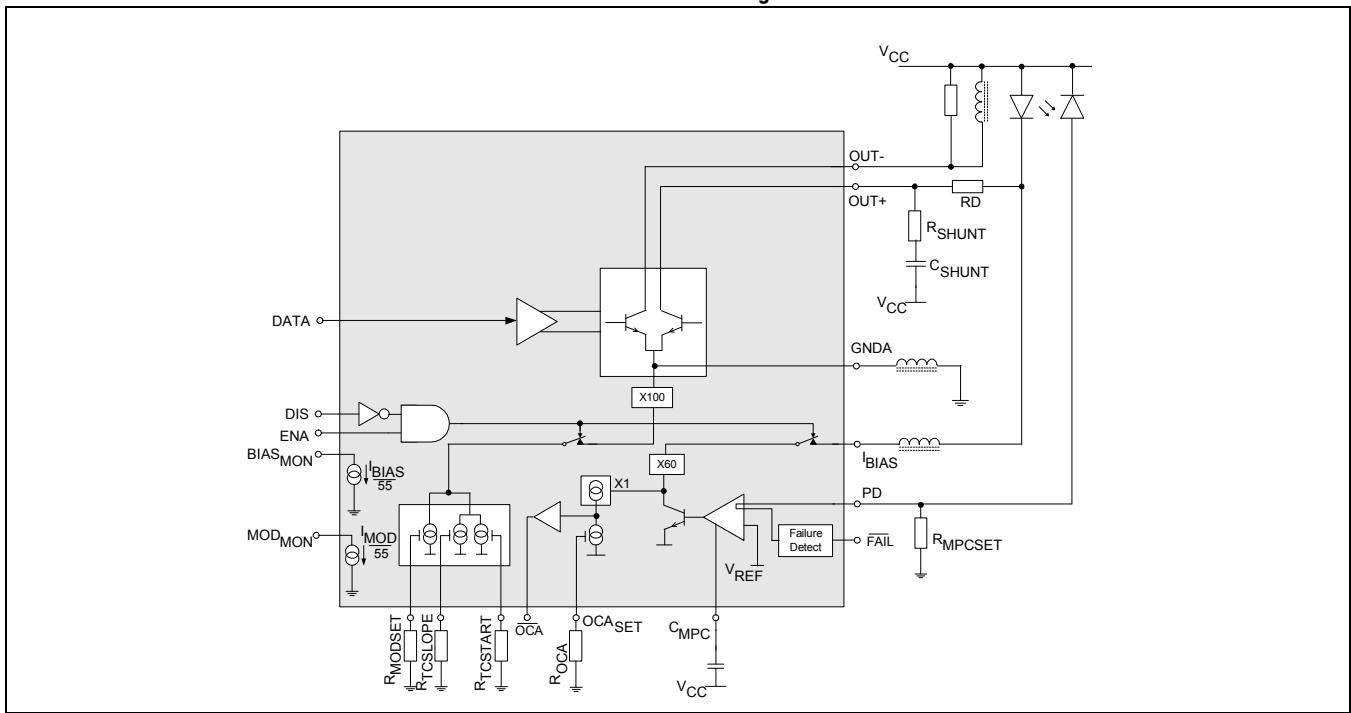 VCC
OUT-
OUT+
RD
RSHUNT
CSHUNT
VCC
DATA
GNDA
X100
DIS
ENA
BIASMON
IBIAS
55
X60
IBIAS
X1
PD
MODMON
IMOD
55
Failure
Detect
FAIL
RMPCSET
VREF
RMODSET
RTCSLOPE
RTCSTART
OCA
OCASET
ROCA
CMPC
VCC